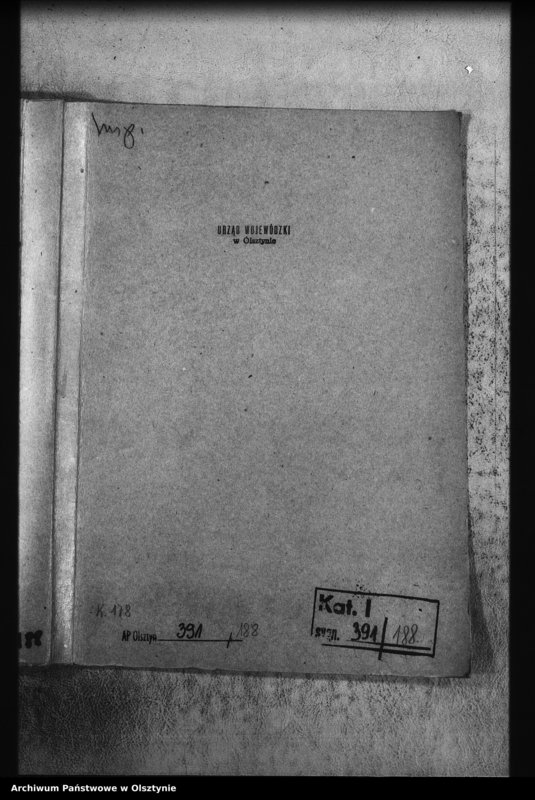 URZĄD WOJEWÓDZKI
w Olsztynie
K. 178
AP Olsztyn 391 / 188
Kat. I
sygn. 391 / 188
Archiwum Państwowe w Olsztynie